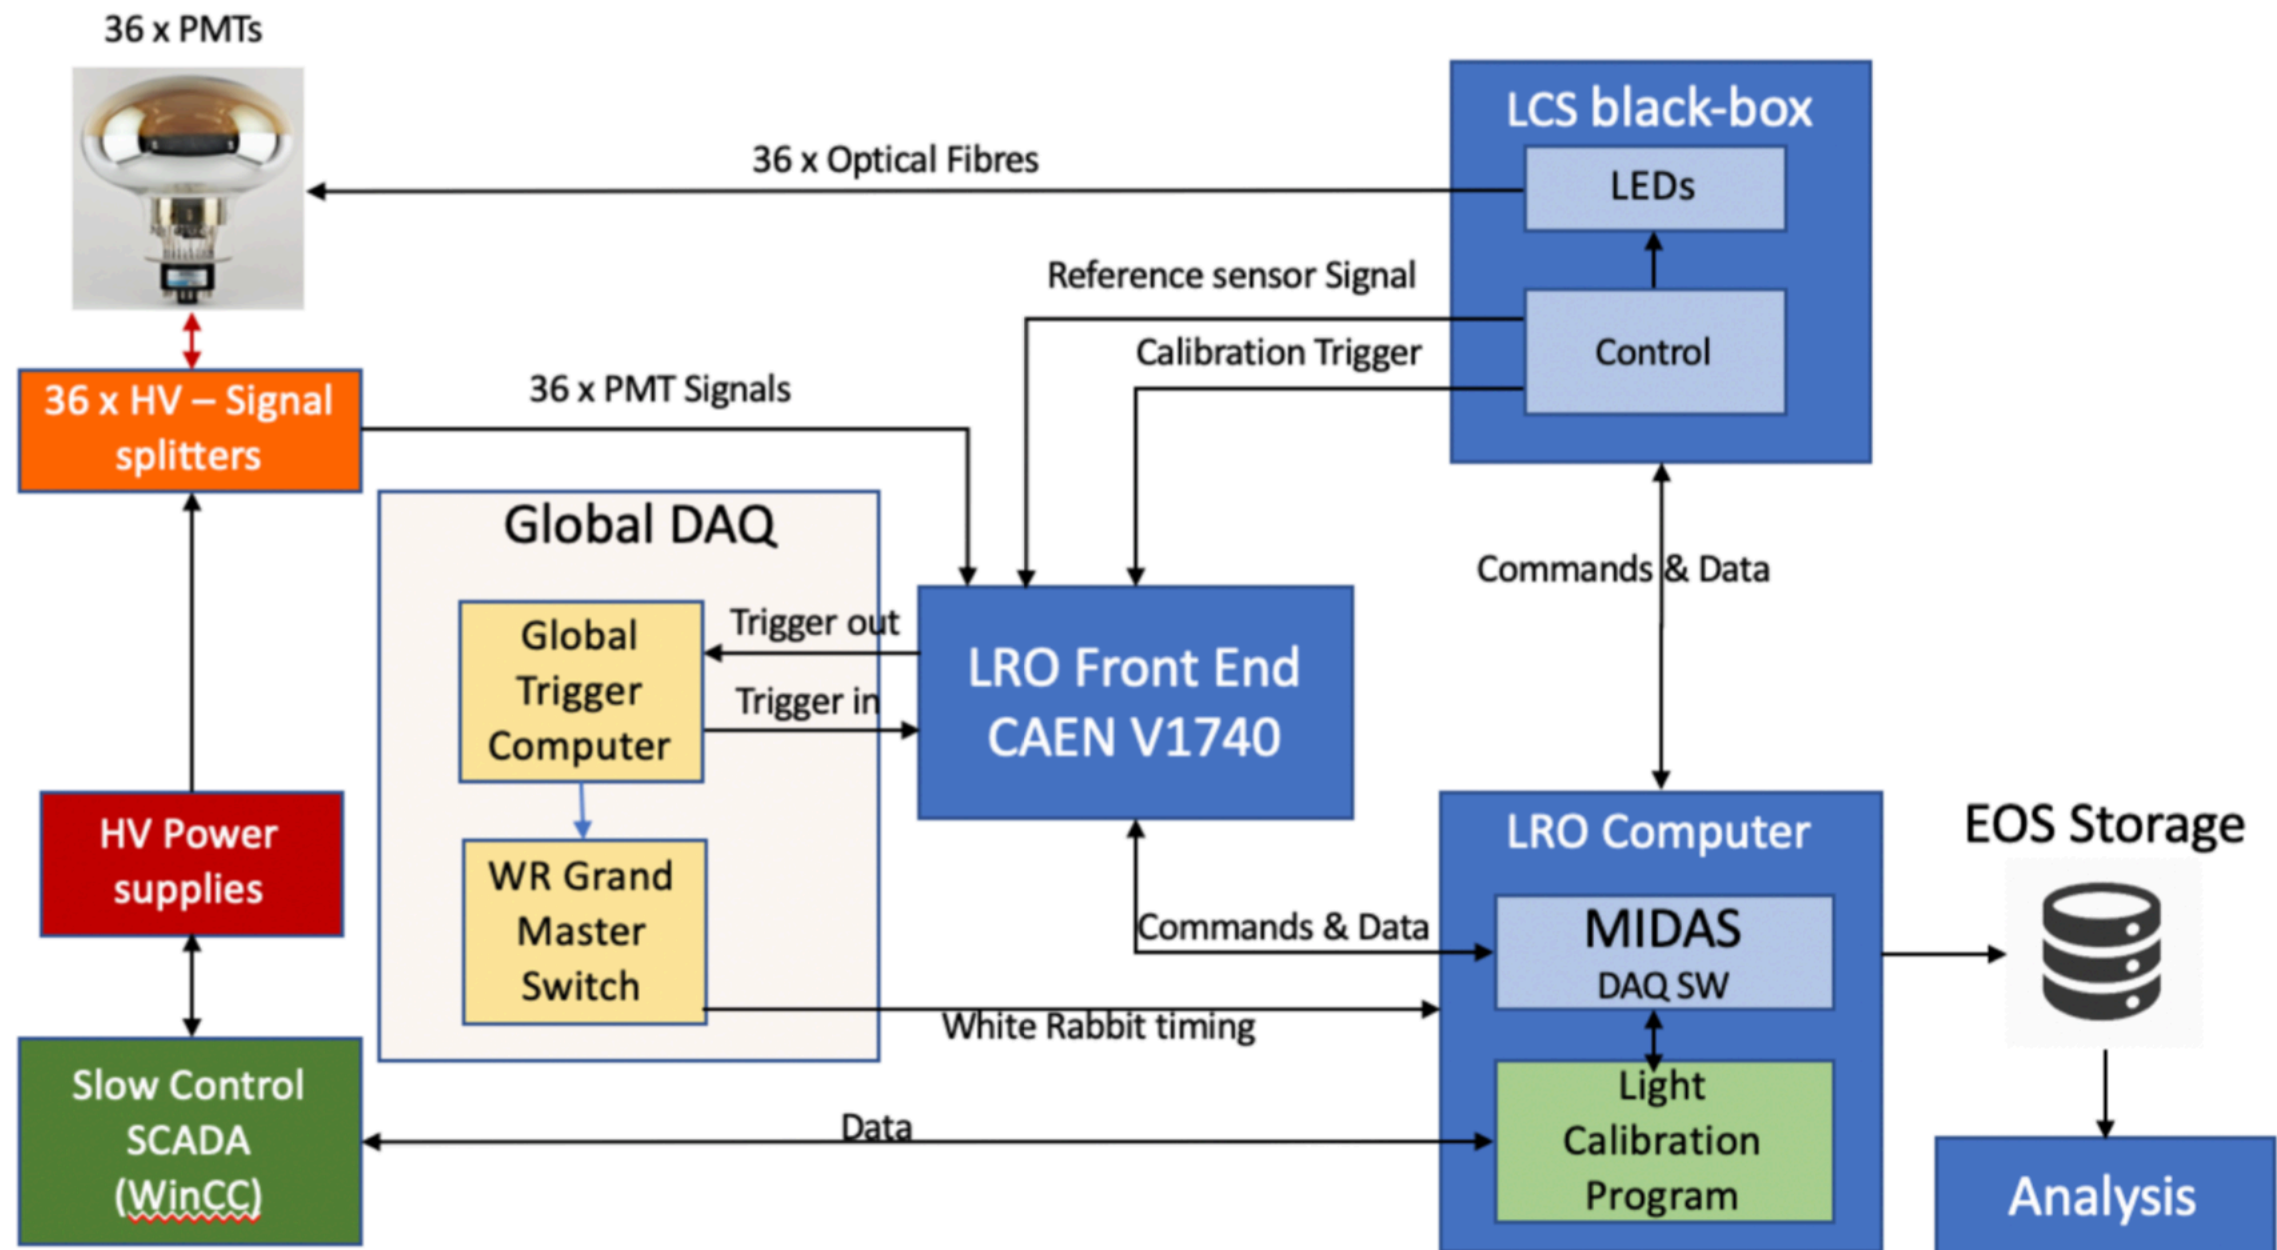 36 x PMTs
LCS black-box
36 x Optical Fibres
LEDs
Reference sensor Signal
Calibration Trigger
Control
36 x HV – Signal
splitters
36 x PMT Signals
Global DAQ
Commands & Data
Global
Trigger
Computer
Trigger out
Trigger in
LRO Front End
CAEN V1740
HV Power
supplies
WR Grand
Master
Switch
LRO Computer
EOS Storage
MIDAS
DAQ SW
Commands & Data
White Rabbit timing
Slow Control
SCADA
(WinCC)
Data
Light
Calibration
Program
Analysis